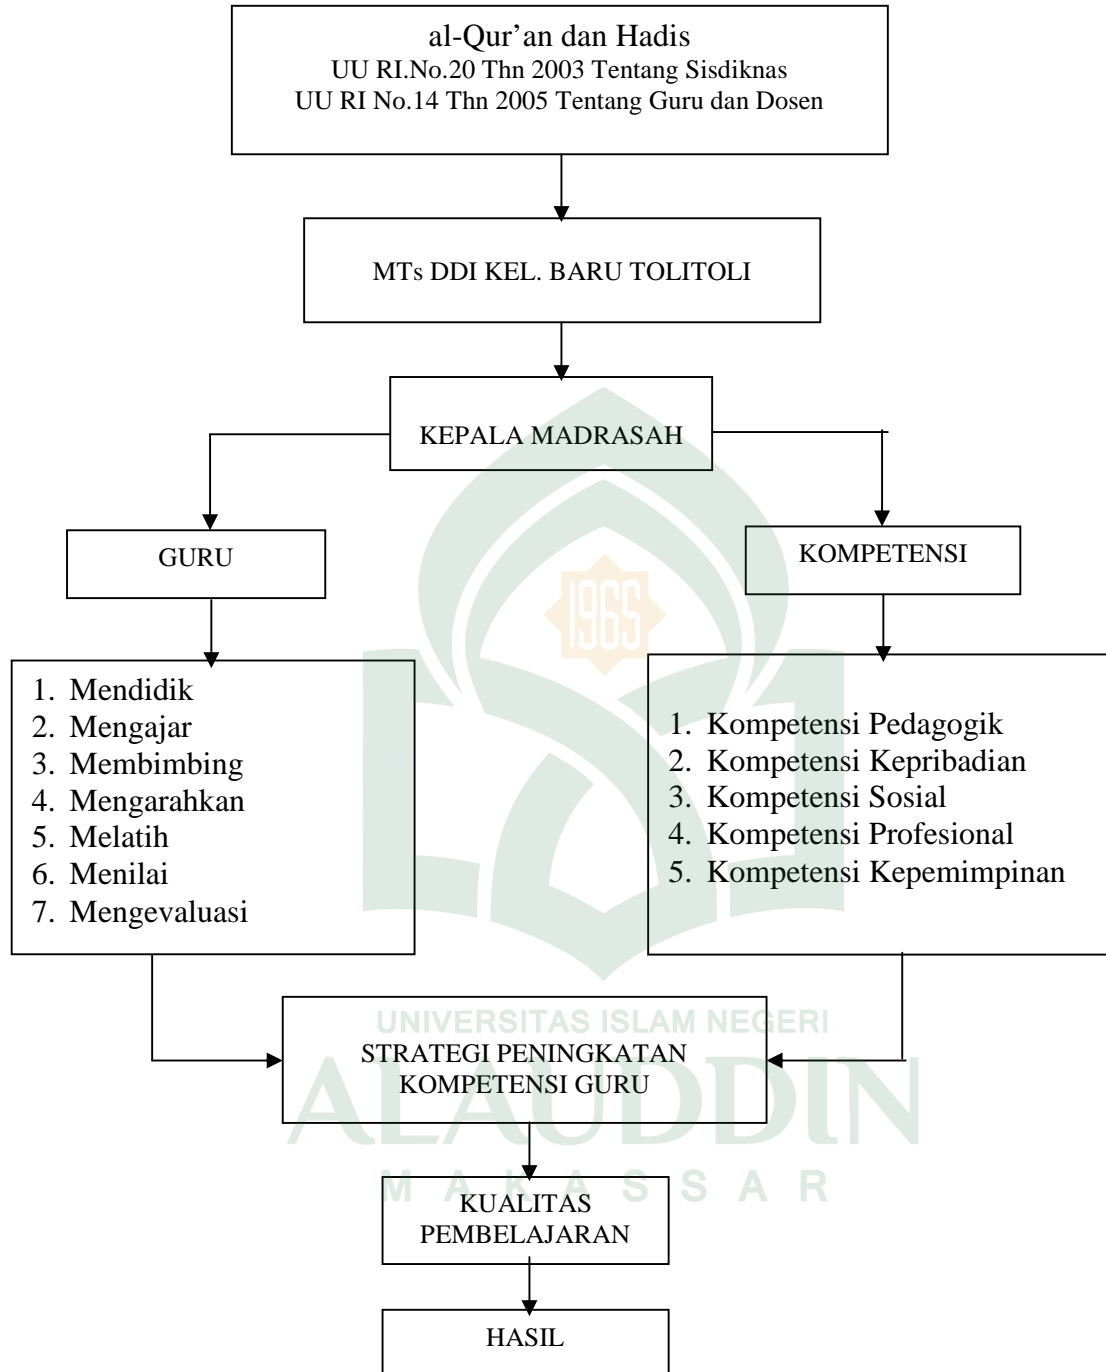 al-Qur’an dan Hadis
UU RI.No.20 Thn 2003 Tentang Sisdiknas
UU RI No.14 Thn 2005 Tentang Guru dan Dosen
MTs DDI KEL. BARU TOLITOLI
KEPALA MADRASAH
GURU
KOMPETENSI
1965
1. Mendidik
2. Mengajar
3. Membimbing
4. Mengarahkan
5. Melatih
6. Menilai
7. Mengevaluasi
1. Kompetensi Pedagogik
2. Kompetensi Kepribadian
3. Kompetensi Sosial
4. Kompetensi Profesional
5. Kompetensi Kepemimpinan
UNIVERSITAS ISLAM NEGERI
STRATEGI PENINGKATAN
KOMPETENSI GURU
ALAUDDIN
MAKASSAR
KUALITAS
PEMBELAJARAN
HASIL